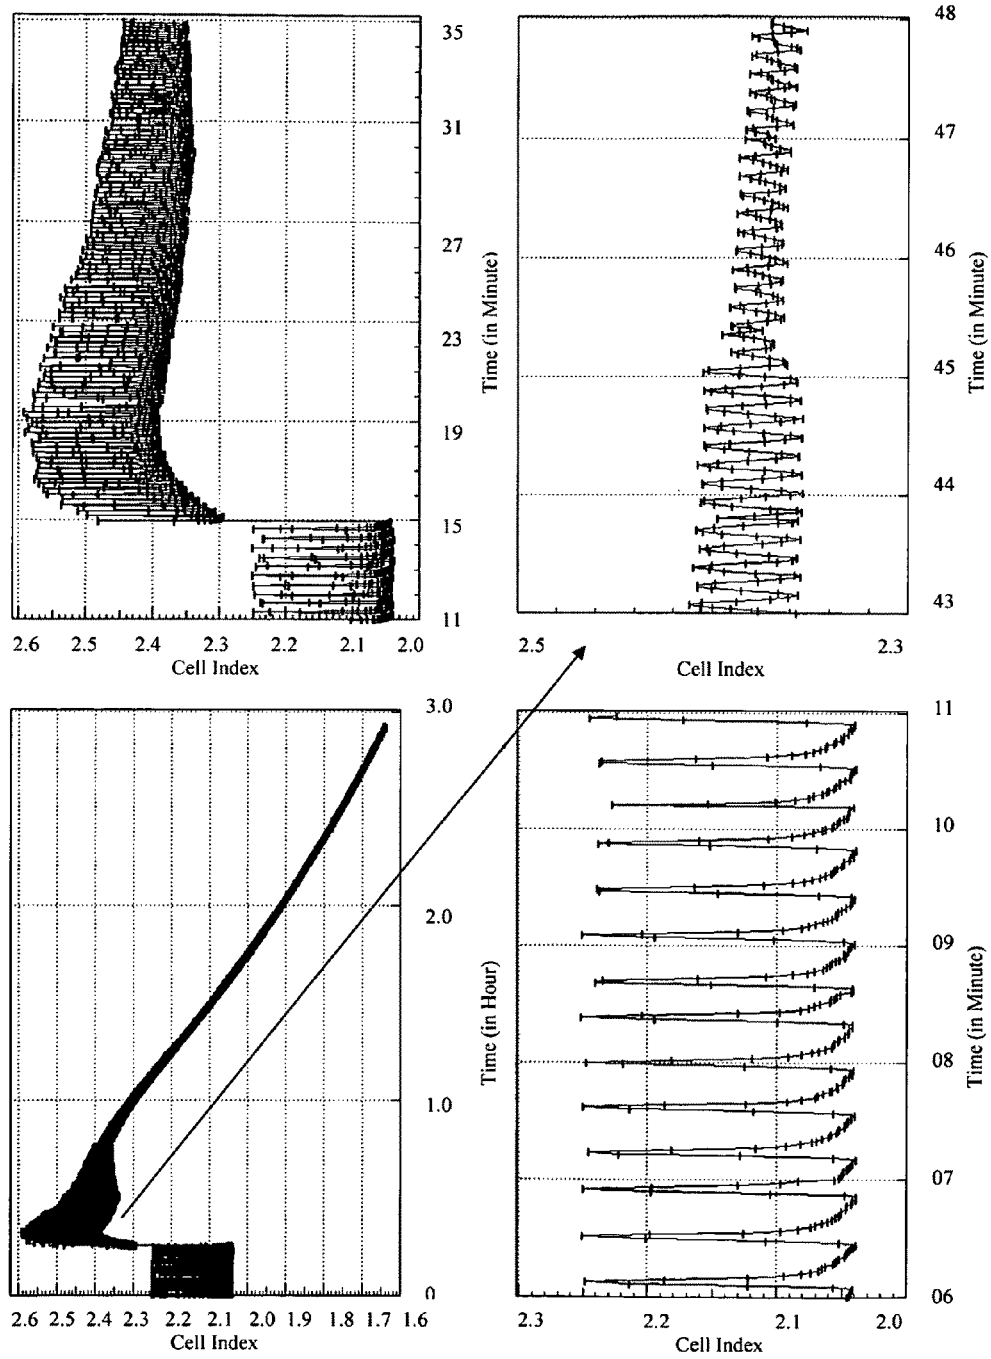 35
31
27
23
19
15
11
Time (in Minute)
2.6 2.5 2.4 2.3 2.2 2.1 2.0
Cell Index
48
47
46
45
44
43
Time (in Minute)
2.5 2.3
Cell Index
3.0
2.0
1.0
0
Time (in Hour)
2.6 2.5 2.4 2.3 2.2 2.1 2.0 1.9 1.8 1.7 1.6
Cell Index
11
10
09
08
07
06
Time (in Minute)
2.3 2.2 2.1 2.0
Cell Index